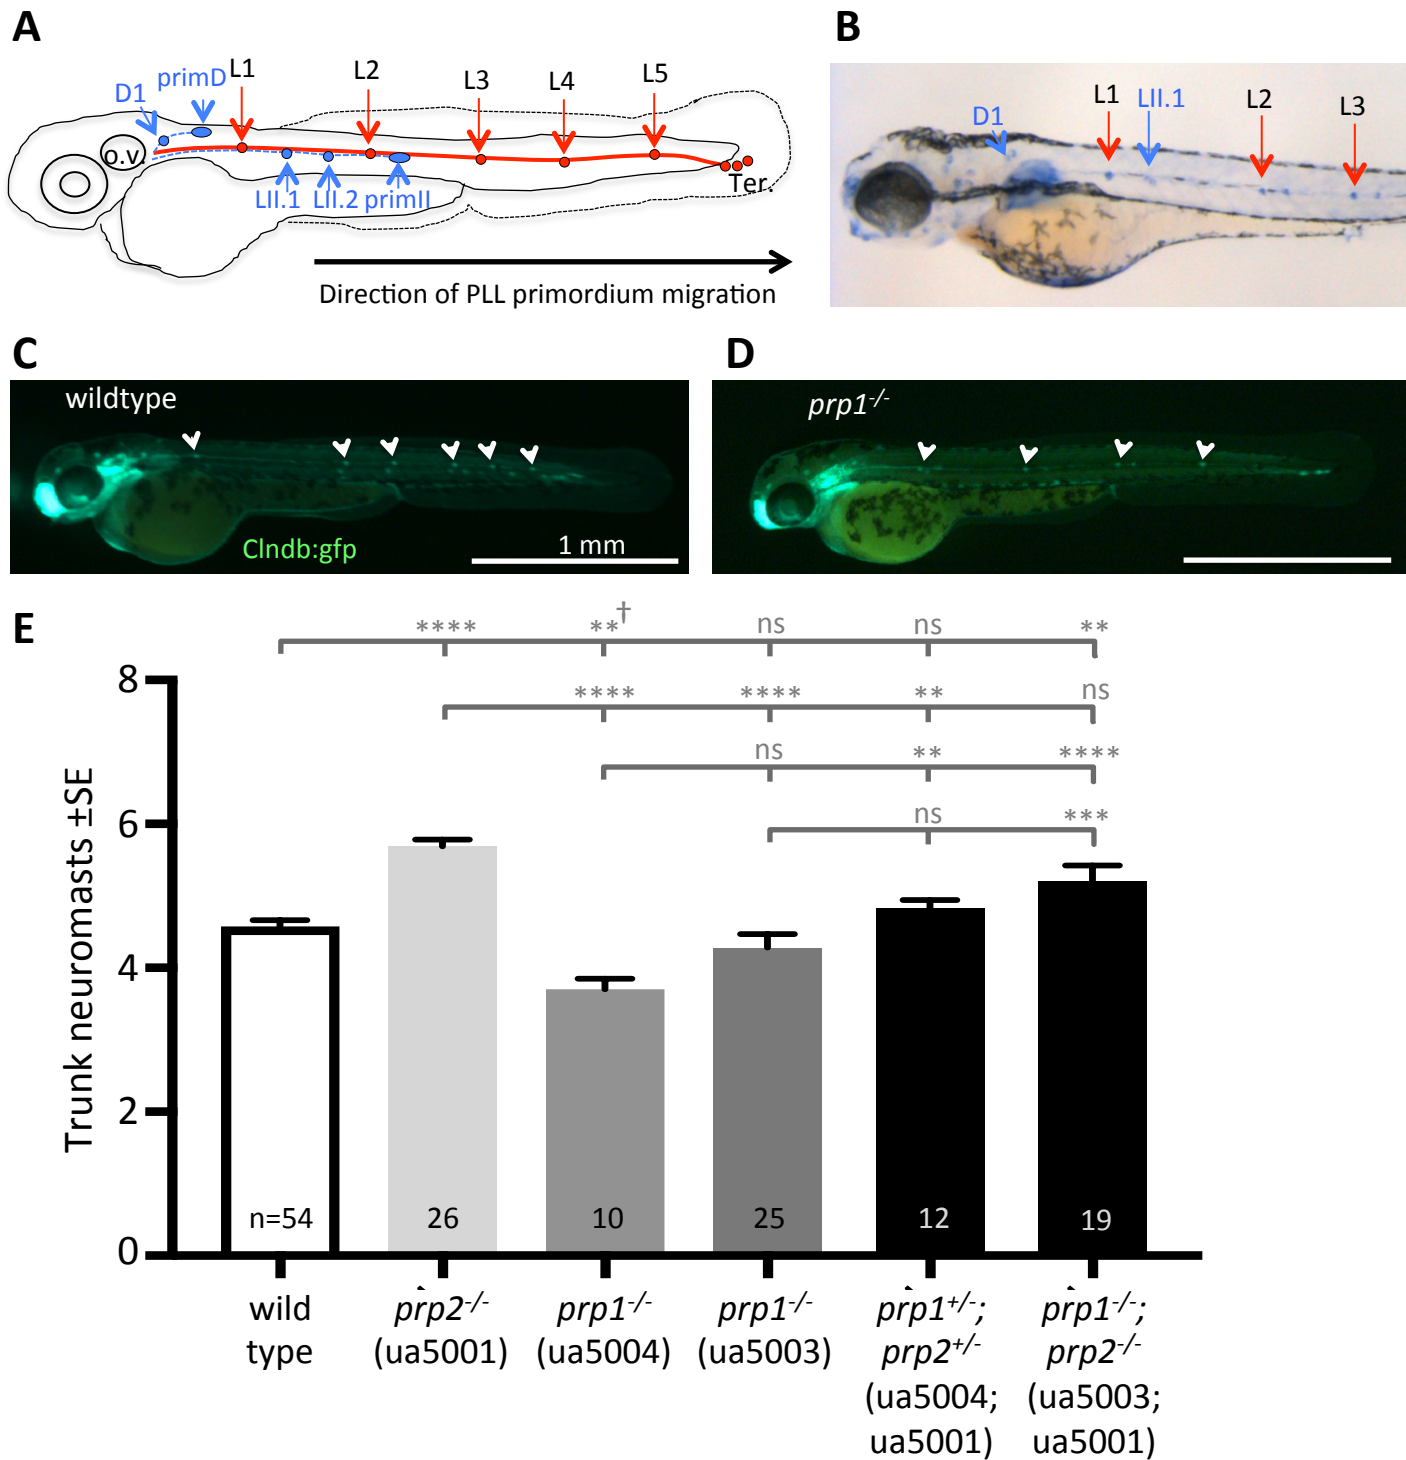 A
D1 primD L1 L2 L3 L4 L5
o.v.
LII.1 LII.2 primII Ter.
Direction of PLL primordium migration
B
D1 L1 LII.1 L2 L3
C
wildtype
Clndb:gfp
1 mm
D
prp1-/-
E
**** **† ns ns **
**** **** ** ns
ns ** ****
ns ***
Trunk neuromasts ±SE
8
6
4
2
0
n=54 26 10 25 12 19
wild
type
prp2-/-
(ua5001)
prp1-/-
(ua5004)
prp1-/-
(ua5003)
prp1+/-;
prp2+/-
(ua5004;
ua5001)
prp1-/-;
prp2-/-
(ua5003;
ua5001)